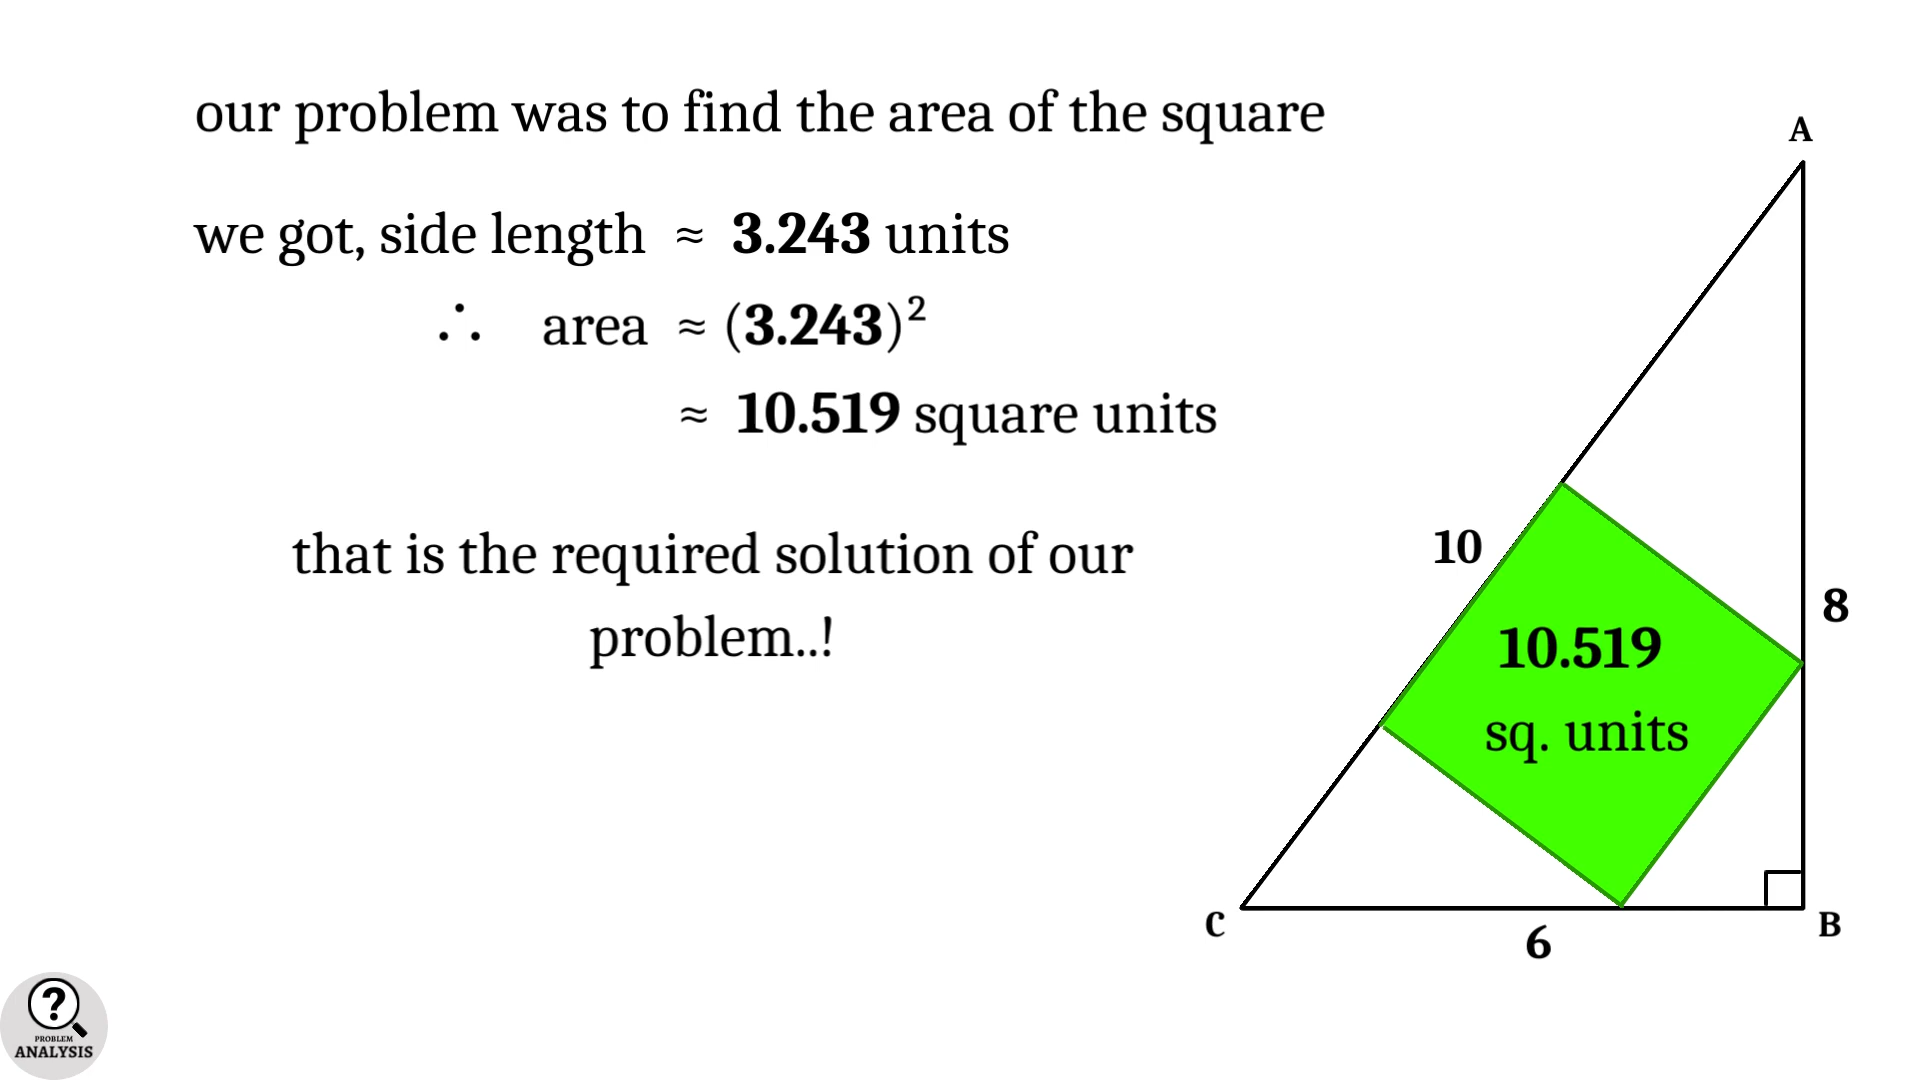 our problem was to find the area of the square
we got, side length ≈ 3.243 units
∴ area ≈ (3.243)²
≈ 10.519 square units
that is the required solution of our
problem..!
A
10
8
10.519
sq. units
C
B
6
?
PROBLEM
ANALYSIS